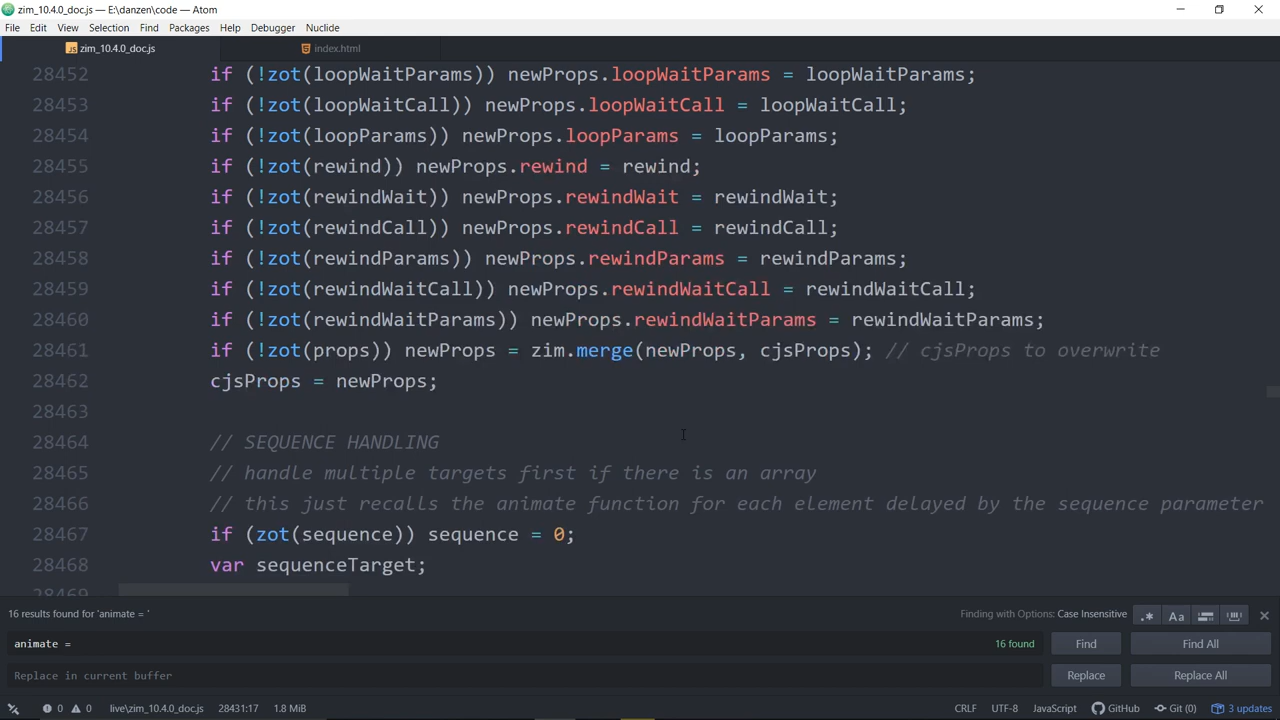 zim_10.4.0_doc.js — E:\danzen\code — Atom
File Edit View Selection Find Packages Help Debugger Nuclide
zim_10.4.0_doc.js index.html
28452 if (!zot(loopWaitParams)) newProps.loopWaitParams = loopWaitParams;
28453 if (!zot(loopWaitCall)) newProps.loopWaitCall = loopWaitCall;
28454 if (!zot(loopParams)) newProps.loopParams = loopParams;
28455 if (!zot(rewind)) newProps.rewind = rewind;
28456 if (!zot(rewindWait)) newProps.rewindWait = rewindWait;
28457 if (!zot(rewindCall)) newProps.rewindCall = rewindCall;
28458 if (!zot(rewindParams)) newProps.rewindParams = rewindParams;
28459 if (!zot(rewindWaitCall)) newProps.rewindWaitCall = rewindWaitCall;
28460 if (!zot(rewindWaitParams)) newProps.rewindWaitParams = rewindWaitParams;
28461 if (!zot(props)) newProps = zim.merge(newProps, cjsProps); // cjsProps to overwrite
28462 cjsProps = newProps;
28463
28464 // SEQUENCE HANDLING
28465 // handle multiple targets first if there is an array
28466 // this just recalls the animate function for each element delayed by the sequence parameter
28467 if (zot(sequence)) sequence = 0;
28468 var sequenceTarget;
28469
16 results found for 'animate = ' Finding with Options: Case Insensitive .* Aa
animate = 16 found Find Find All
Replace in current buffer Replace Replace All
0 0 live\zim_10.4.0_doc.js 28431:17 1.8 MiB CRLF UTF-8 JavaScript GitHub Git (0) 3 updates